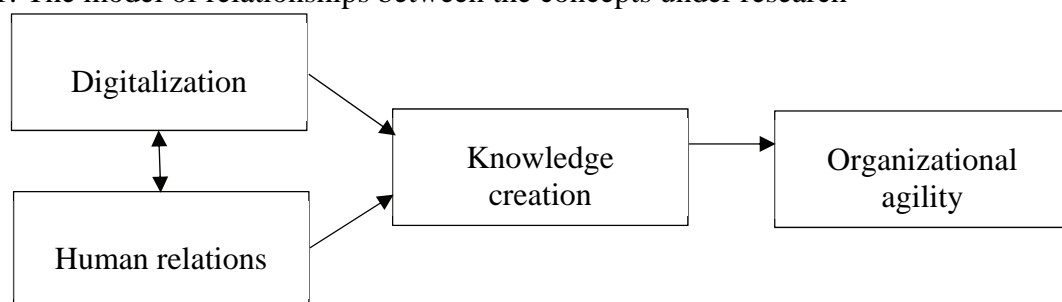 1. The model of relationships between the concepts under research
Digitalization
Knowledge
creation
Organizational
agility
Human relations